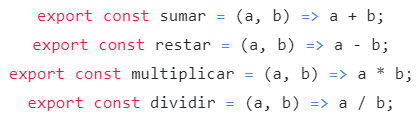 export const sumar = (a, b) => a + b;
export const restar = (a, b) => a - b;
export const multiplicar = (a, b) => a * b;
export const dividir = (a, b) => a / b;